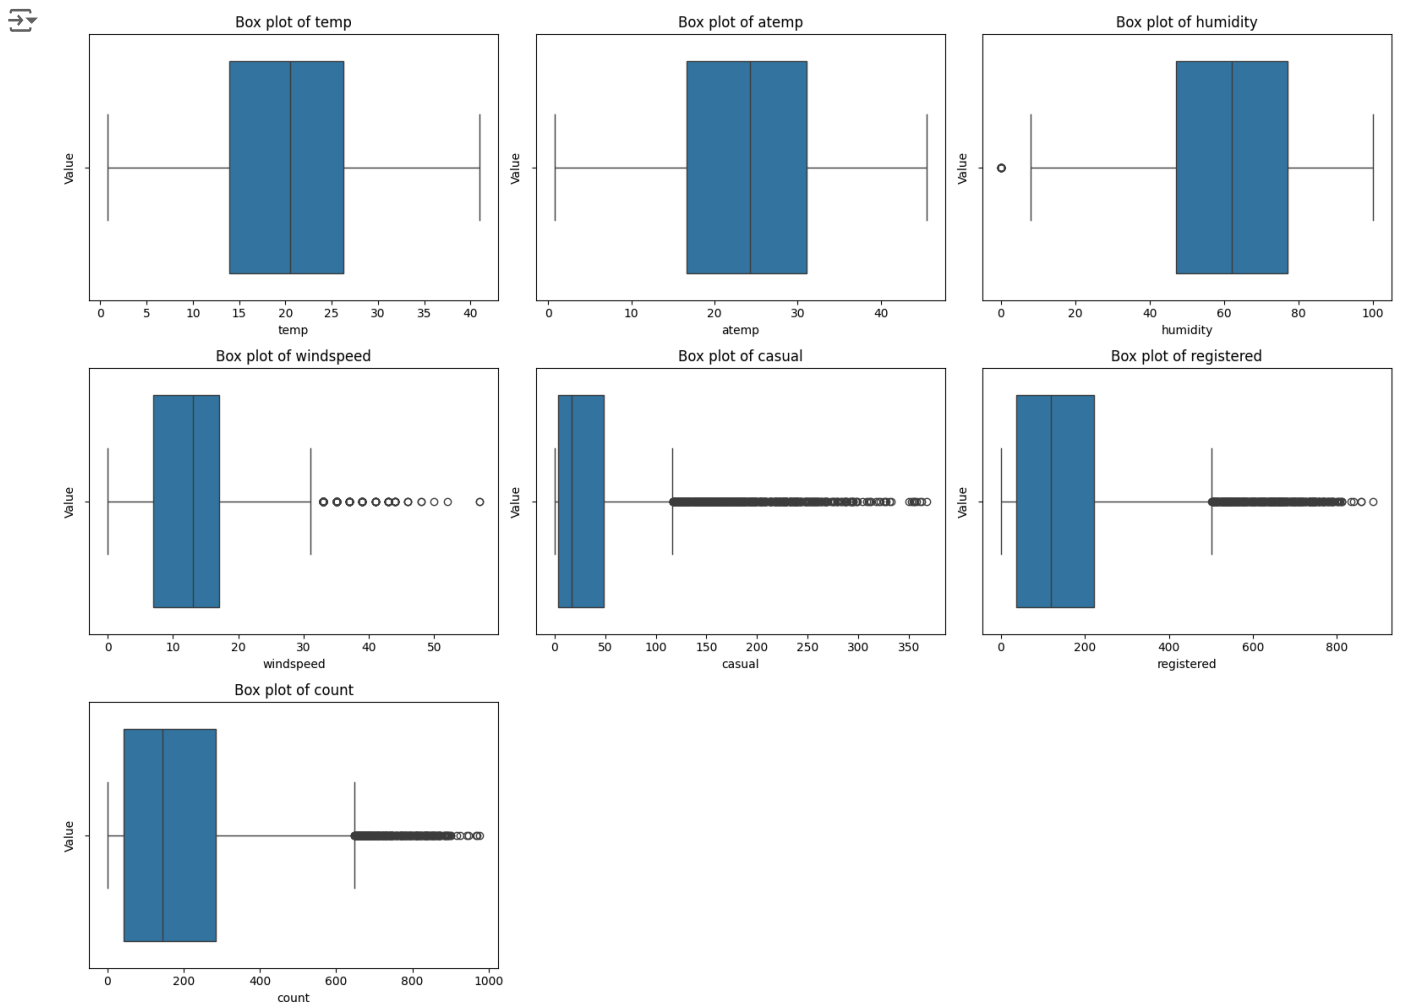 Box plot of temp
Value
0 5 10 15 20 25 30 35 40
temp
Box plot of atemp
Value
0 10 20 30 40
atemp
Box plot of humidity
Value
0 20 40 60 80 100
humidity
Box plot of windspeed
Value
0 10 20 30 40 50
windspeed
Box plot of casual
Value
0 50 100 150 200 250 300 350
casual
Box plot of registered
Value
0 200 400 600 800
registered
Box plot of count
Value
0 200 400 600 800 1000
count